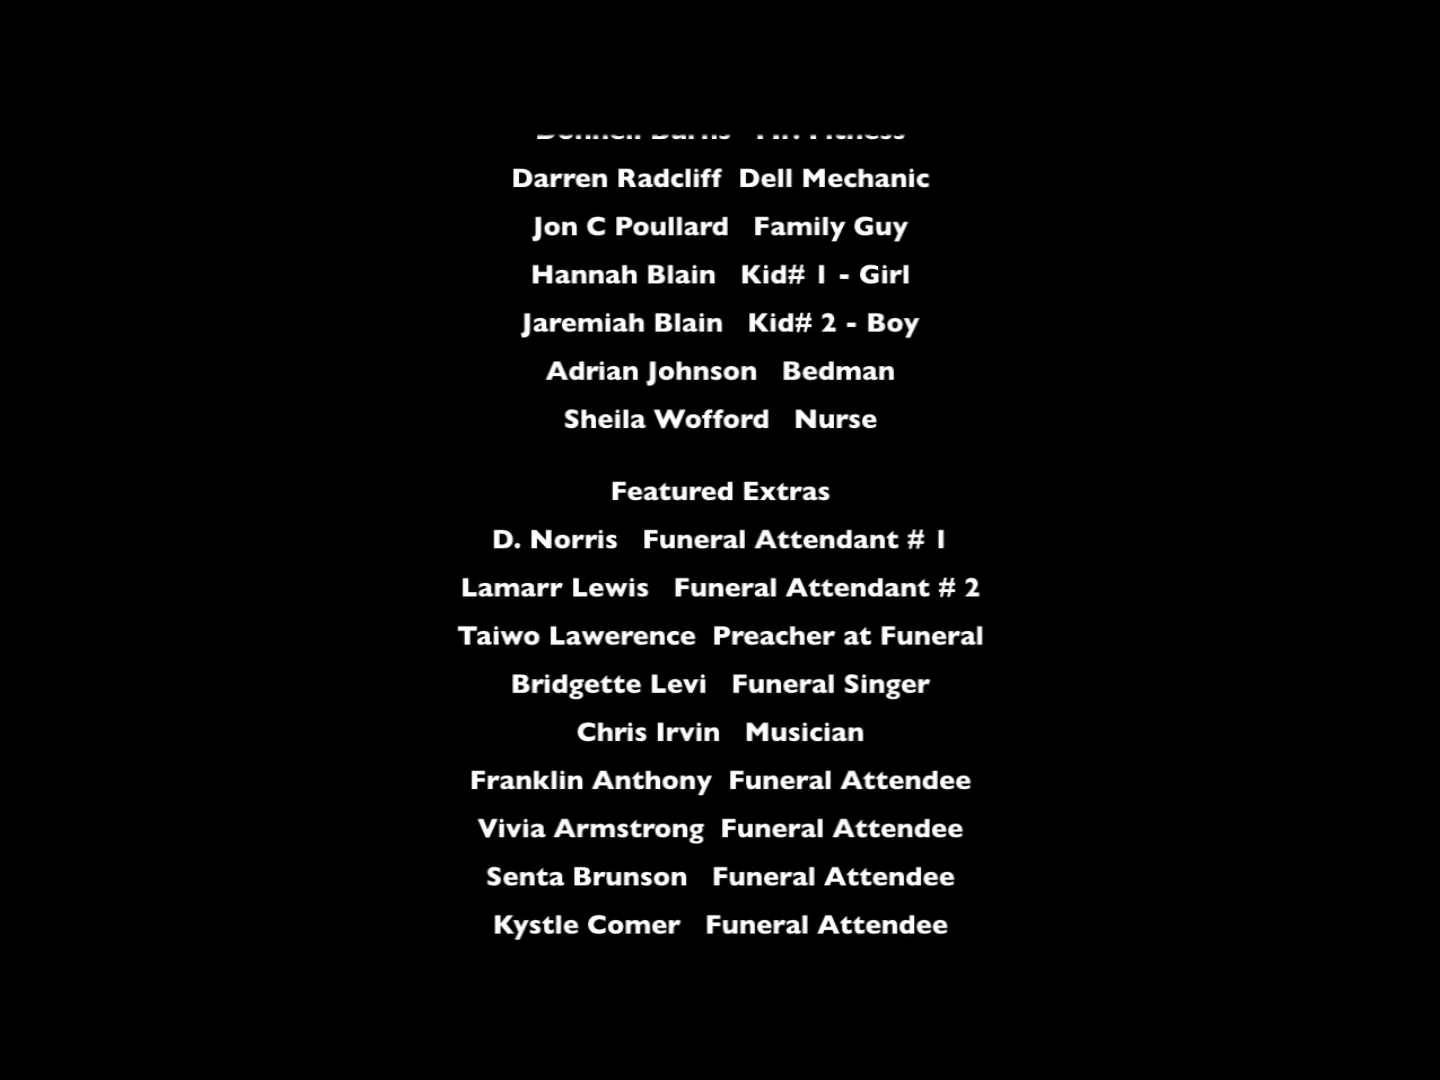 Darren Radcliff Dell Mechanic
Jon C Poullard Family Guy
Hannah Blain Kid# 1 - Girl
Jaremiah Blain Kid# 2 - Boy
Adrian Johnson Bedman
Sheila Wofford Nurse
Featured Extras
D. Norris Funeral Attendant # 1
Lamarr Lewis Funeral Attendant # 2
Taiwo Lawerence Preacher at Funeral
Bridgette Levi Funeral Singer
Chris Irvin Musician
Franklin Anthony Funeral Attendee
Vivia Armstrong Funeral Attendee
Senta Brunson Funeral Attendee
Kystle Comer Funeral Attendee